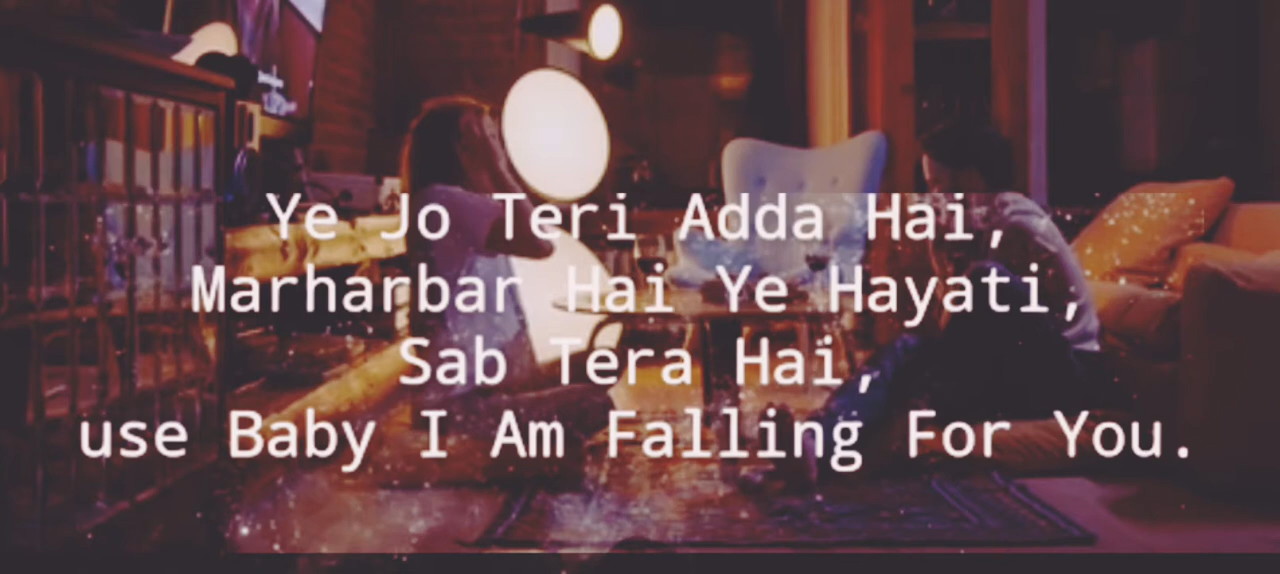 Ye Jo Teri Adda Hai,
Marharbar Hai Ye Hayati,
Sab Tera Hai,
use Baby I Am Falling For You.